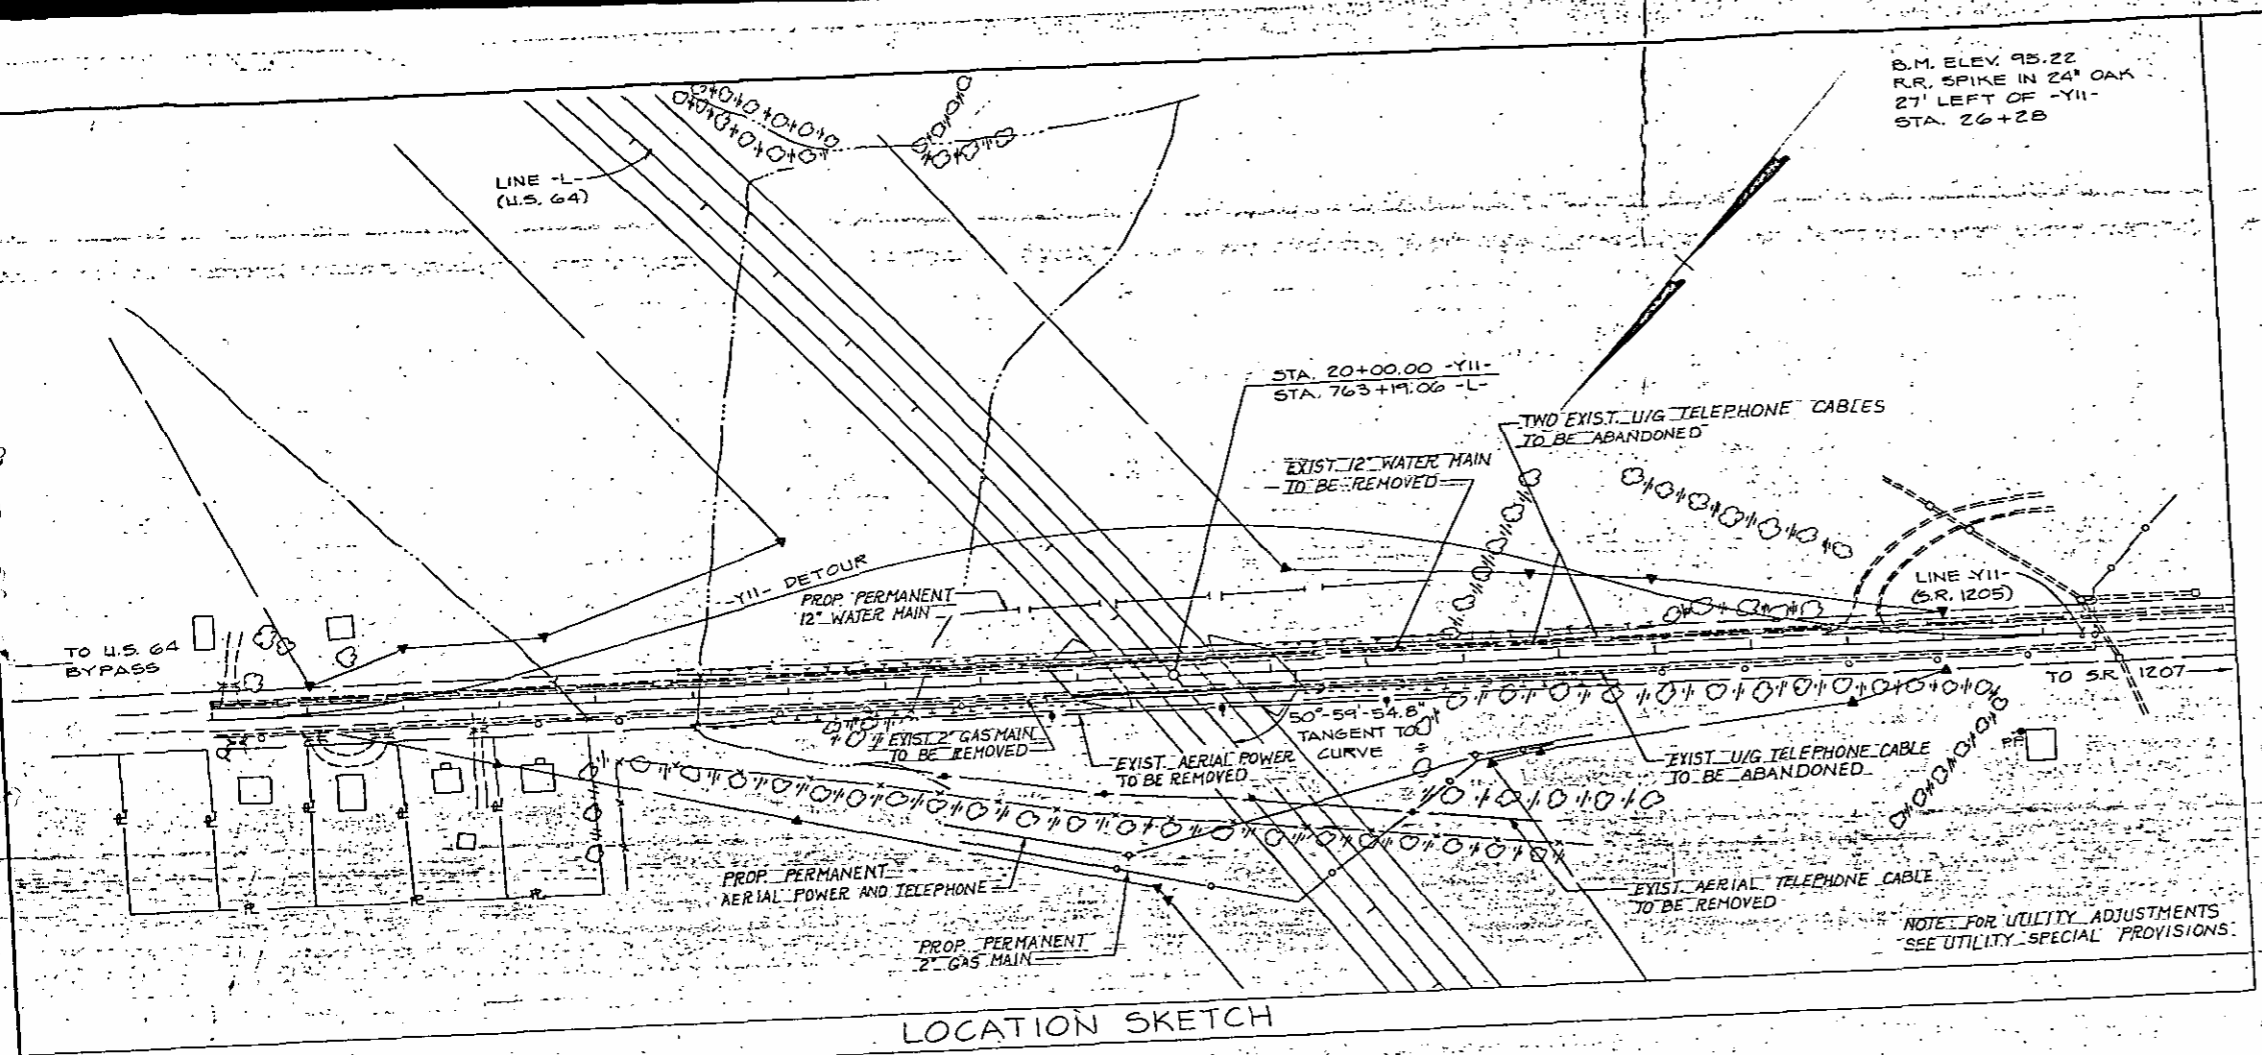 B.M. ELEV. 95.22
R.R. SPIKE IN 24" OAK
27' LEFT OF -Y11-
STA. 26+28
LINE -L-
(U.S. 64)
STA. 20+00.00 -Y11-
STA. 763+19.06 -L-
TWO EXIST. U/G TELEPHONE CABLES
TO BE ABANDONED
EXIST. 12" WATER MAIN
TO BE REMOVED
-Y11- DETOUR
PROP. PERMANENT
12" WATER MAIN
LINE -Y11-
(S.R. 1205)
TO U.S. 64
BYPASS
TO S.R. 1207
50°-59'-54.8"
TANGENT TO
CURVE
EXIST. 2" GAS MAIN
TO BE REMOVED
EXIST. AERIAL POWER
TO BE REMOVED
EXIST. U/G TELEPHONE CABLE
TO BE ABANDONED
PP
PROP. PERMANENT
AERIAL POWER AND TELEPHONE
EXIST. AERIAL TELEPHONE CABLE
TO BE REMOVED
PROP. PERMANENT
2" GAS MAIN
NOTE: FOR UTILITY ADJUSTMENTS
SEE UTILITY SPECIAL PROVISIONS.
LOCATION SKETCH